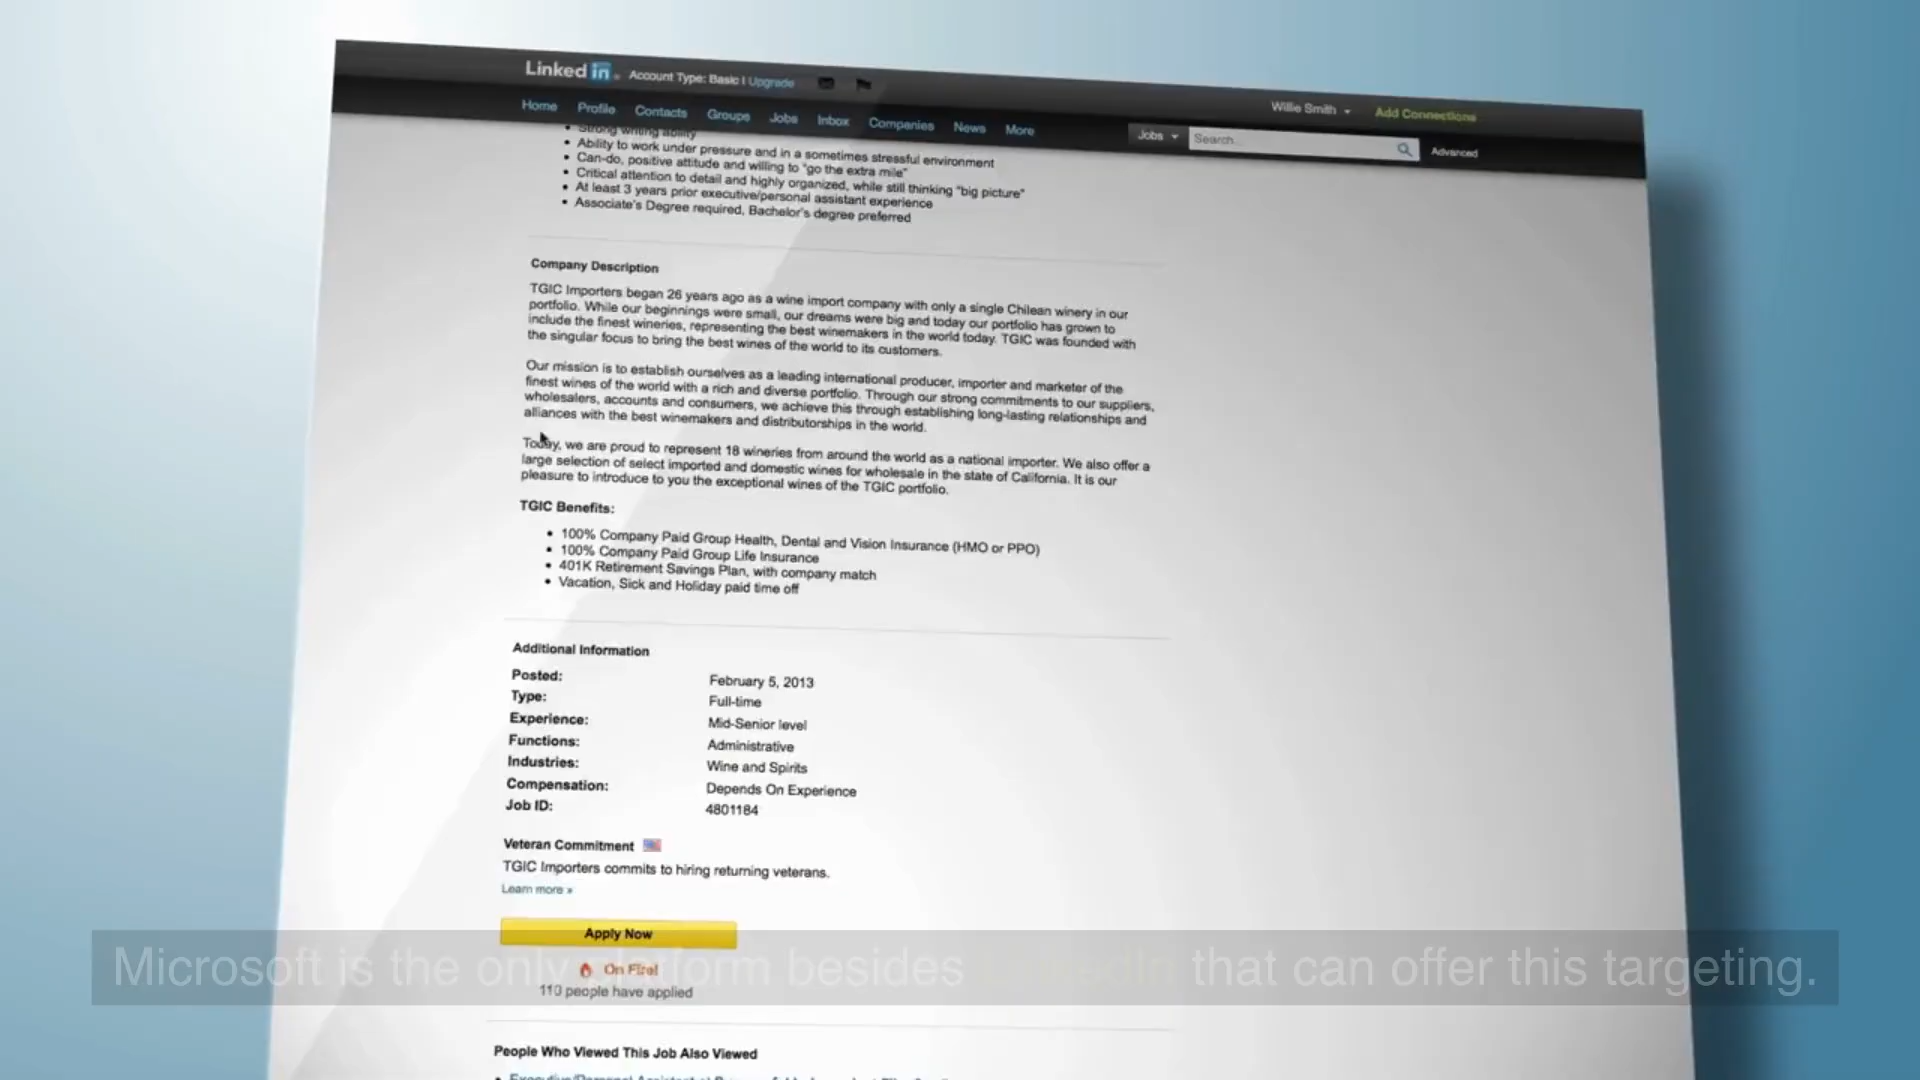 Linked in Account Type: Basic | Upgrade
Willie Smith Add Connections
Home Profile Contacts Groups Jobs Inbox Companies News More
Jobs Search... Advanced
• Strong writing ability
• Ability to work under pressure and in a sometimes stressful environment
• Can-do, positive attitude and willing to "go the extra mile"
• Critical attention to detail and highly organized, while still thinking "big picture"
• At least 3 years prior executive/personal assistant experience
• Associate's Degree required, Bachelor's degree preferred
Company Description
TGIC Importers began 26 years ago as a wine import company with only a single Chilean winery in our
portfolio. While our beginnings were small, our dreams were big and today our portfolio has grown to
include the finest wineries, representing the best winemakers in the world today. TGIC was founded with
the singular focus to bring the best wines of the world to its customers.
Our mission is to establish ourselves as a leading international producer, importer and marketer of the
finest wines of the world with a rich and diverse portfolio. Through our strong commitments to our suppliers,
wholesalers, accounts and consumers, we achieve this through establishing long-lasting relationships and
alliances with the best winemakers and distributorships in the world.
Today, we are proud to represent 18 wineries from around the world as a national importer. We also offer a
large selection of select imported and domestic wines for wholesale in the state of California. It is our
pleasure to introduce to you the exceptional wines of the TGIC portfolio.
TGIC Benefits:
• 100% Company Paid Group Health, Dental and Vision Insurance (HMO or PPO)
• 100% Company Paid Group Life Insurance
• 401K Retirement Savings Plan, with company match
• Vacation, Sick and Holiday paid time off
Additional Information
Posted: February 5, 2013
Type: Full-time
Experience: Mid-Senior level
Functions: Administrative
Industries: Wine and Spirits
Compensation: Depends On Experience
Job ID: 4801184
Veteran Commitment
TGIC Importers commits to hiring returning veterans.
Learn more »
Apply Now
Microsoft is the only platform besides LinkedIn that can offer this targeting.
On Fire!
110 people have applied
People Who Viewed This Job Also Viewed